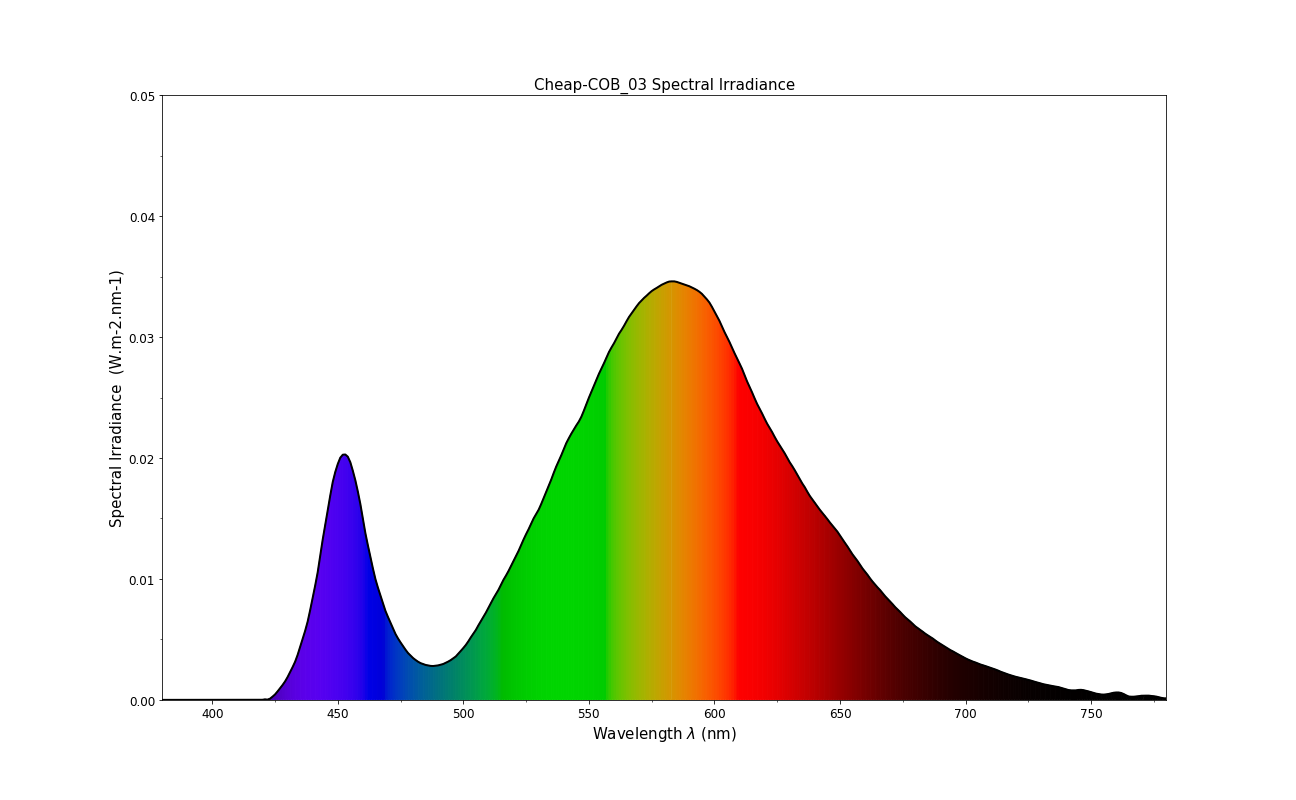 Cheap-COB_03 Spectral Irradiance
0.05
0.04
0.03
0.02
0.01
0.00
Spectral Irradiance (W.m-2.nm-1)
400 450 500 550 600 650 700 750
Wavelength λ (nm)